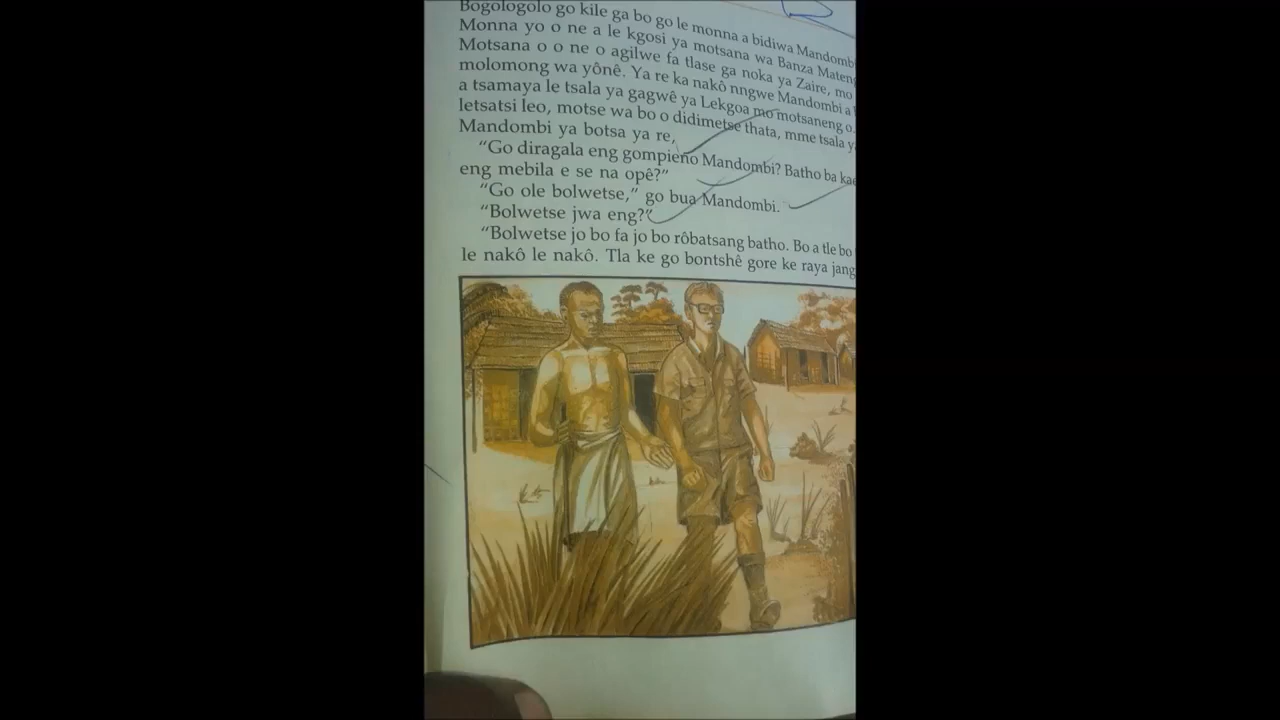 Bogologolo go kile ga bo go le monna a bidiwa
Monna yo o ne a le kgosi ya motsana wa Banza
Motsana o o ne o agilwe fa tlase ga noka ya Zaire, mo
molomong wa yônê. Ya re ka nakô nngwe Mandombi a
a tsamaya le tsala ya gagwê ya Lekgoa mo motsaneng o.
letsatsi leo, motse wa bo o didimetse thata, mme tsala
Mandombi ya botsa ya re,
“Go diragala eng gompieno Mandombi? Batho ba
eng mebila e se na opê?”
“Go ole bolwetse,“ go bua Mandombi.
“Bolwetse jwa eng?”
“Bolwetse jo bo fa jo bo rôbatsang batho. Bo a tle bo
le nakô le nakô. Tla ke go bontshê gore ke raya jang